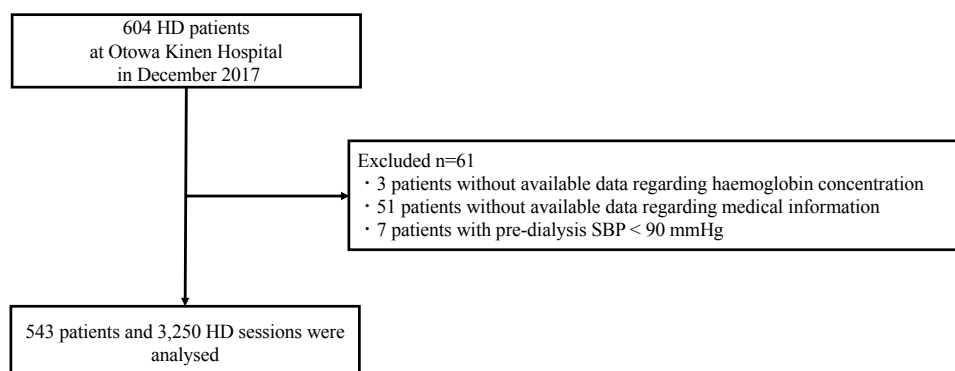 604 HD patients
at Otowa Kinen Hospital
in December 2017
Excluded n=61
・3 patients without available data regarding haemoglobin concentration
・51 patients without available data regarding medical information
・7 patients with pre-dialysis SBP < 90 mmHg
543 patients and 3,250 HD sessions were
analysed